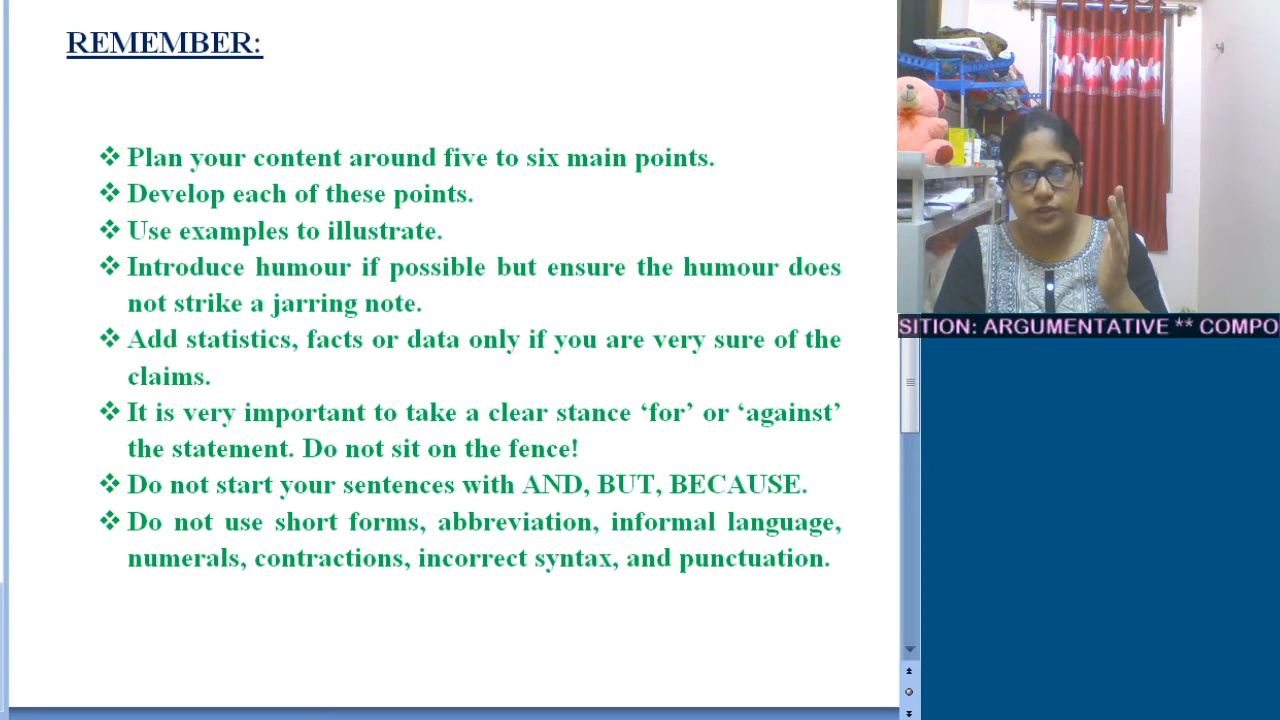 REMEMBER:
❖ Plan your content around five to six main points.
❖ Develop each of these points.
❖ Use examples to illustrate.
❖ Introduce humour if possible but ensure the humour does
not strike a jarring note.
❖ Add statistics, facts or data only if you are very sure of the
claims.
❖ It is very important to take a clear stance ‘for’ or ‘against’
the statement. Do not sit on the fence!
❖ Do not start your sentences with AND, BUT, BECAUSE.
❖ Do not use short forms, abbreviation, informal language,
numerals, contractions, incorrect syntax, and punctuation.
SITION: ARGUMENTATIVE ** COMPO